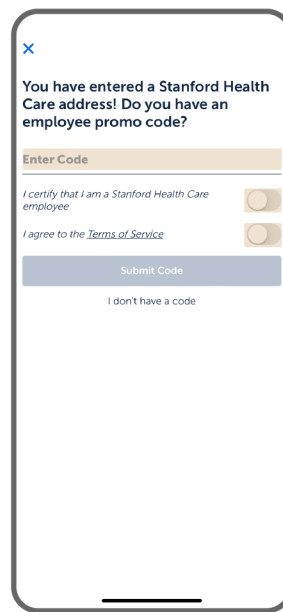 You have entered a Stanford Health
Care address! Do you have an
employee promo code?
Enter Code
I certify that I am a Stanford Health Care
employee
I agree to the Terms of Service
Submit Code
I don't have a code